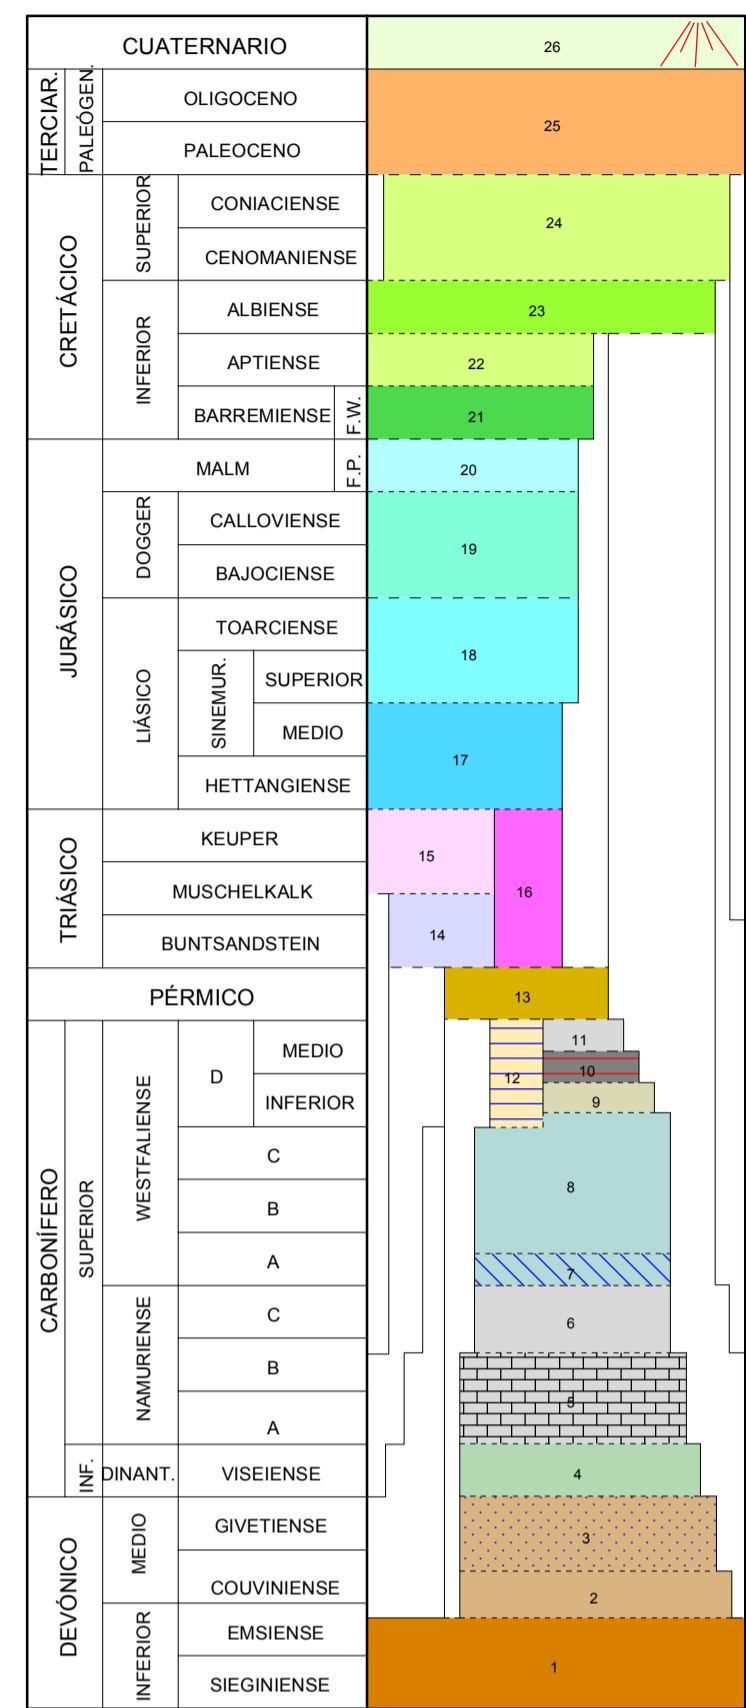 CUATERNARIO
26
TERCIAR.
PALEÓGEN.
OLIGOCENO
25
PALEOCENO
CRETÁCICO
SUPERIOR
CONIACIENSE
24
CENOMANIENSE
INFERIOR
ALBIENSE
23
APTIENSE
22
BARREMIENSE
F.W.
21
JURÁSICO
MALM
F.P.
20
DOGGER
CALLOVIENSE
19
BAJOCIENSE
LIÁSICO
TOARCIENSE
18
SINEMUR.
SUPERIOR
MEDIO
17
HETTANGIENSE
TRIÁSICO
KEUPER
15
16
MUSCHELKALK
BUNTSANDSTEIN
14
PÉRMICO
13
CARBONÍFERO
SUPERIOR
WESTFALIENSE
D
MEDIO
11
12
10
INFERIOR
9
C
8
B
A
7
NAMURIENSE
C
6
B
5
A
INF.
DINANT.
VISEIENSE
4
DEVÓNICO
MEDIO
GIVETIENSE
3
COUVINIENSE
2
INFERIOR
EMSIENSE
1
SIEGINIENSE